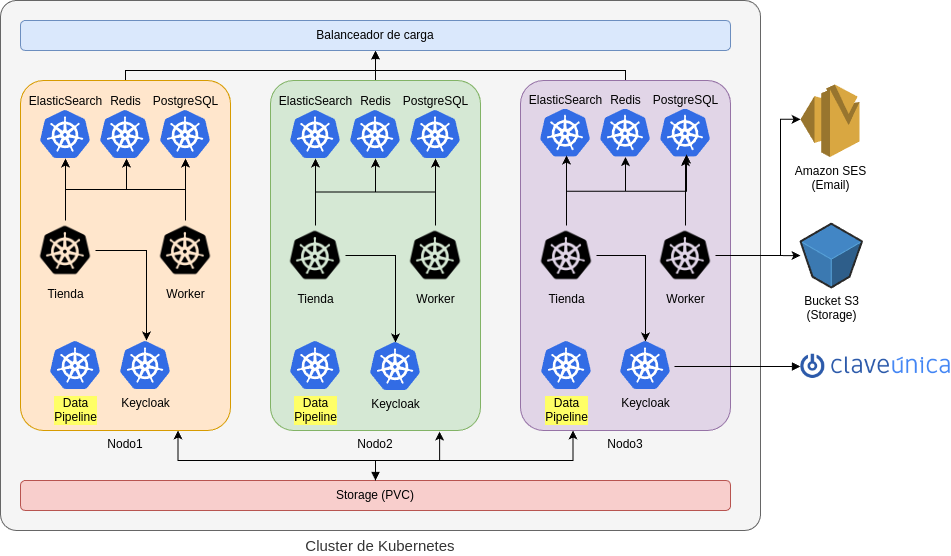 Balanceador de carga
ElasticSearch Redis PostgreSQL
ElasticSearch Redis PostgreSQL
ElasticSearch Redis PostgreSQL
Tienda
Worker
Tienda
Worker
Tienda
Worker
Data
Pipeline
Keycloak
Data
Pipeline
Keycloak
Data
Pipeline
Keycloak
Nodo1
Nodo2
Nodo3
Storage (PVC)
Cluster de Kubernetes
Amazon SES
(Email)
Bucket S3
(Storage)
claveúnica